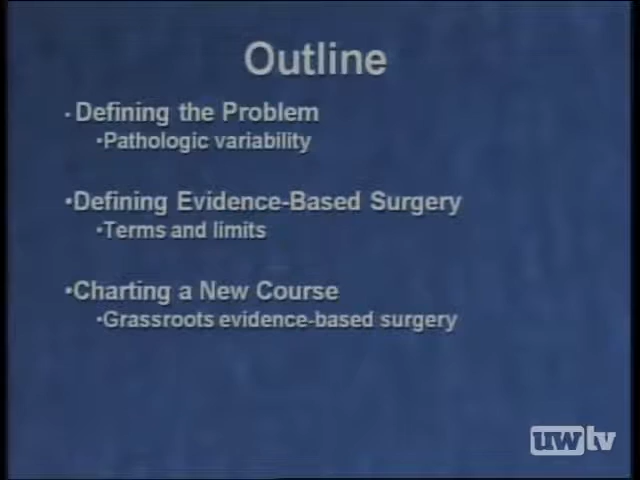 Outline
• Defining the Problem
•Pathologic variability
•Defining Evidence-Based Surgery
•Terms and limits
•Charting a New Course
•Grassroots evidence-based surgery
uwtv